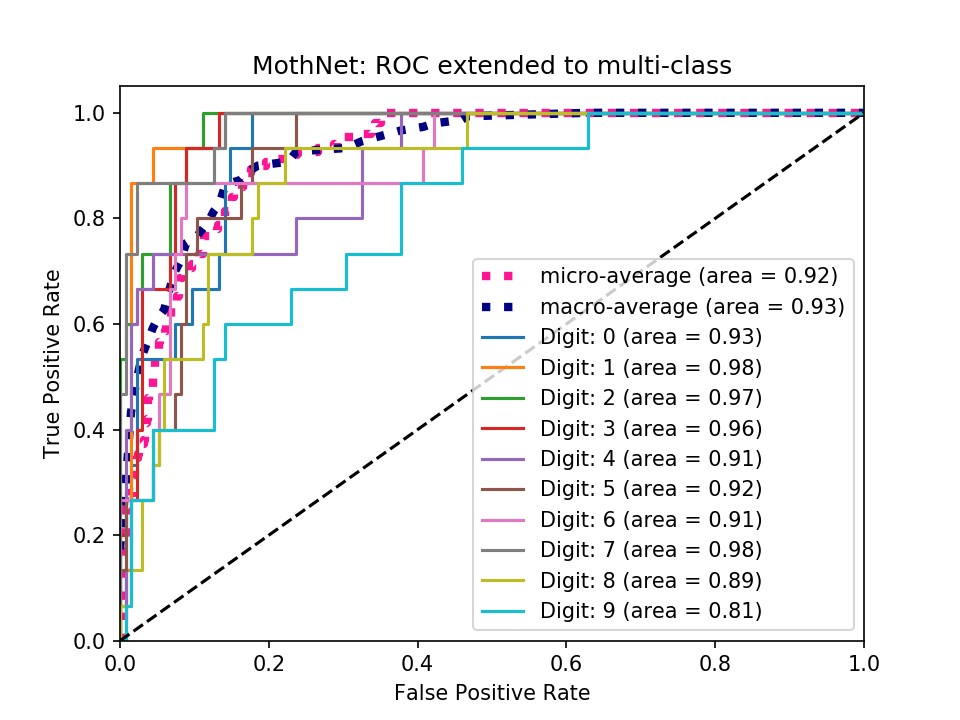 MothNet: ROC extended to multi-class
True Positive Rate
1.0
0.8
0.6
0.4
0.2
0.0
micro-average (area = 0.92)
macro-average (area = 0.93)
Digit: 0 (area = 0.93)
Digit: 1 (area = 0.98)
Digit: 2 (area = 0.97)
Digit: 3 (area = 0.96)
Digit: 4 (area = 0.91)
Digit: 5 (area = 0.92)
Digit: 6 (area = 0.91)
Digit: 7 (area = 0.98)
Digit: 8 (area = 0.89)
Digit: 9 (area = 0.81)
0.0 0.2 0.4 0.6 0.8 1.0
False Positive Rate